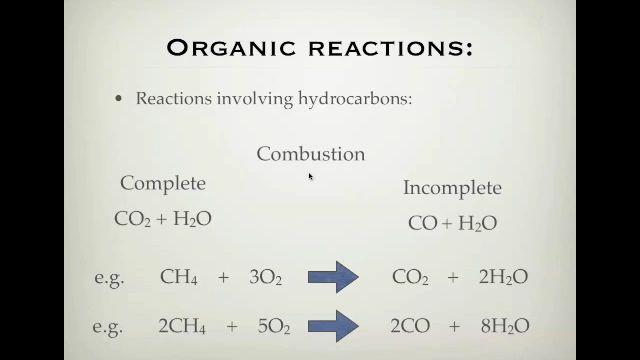 ORGANIC REACTIONS:
• Reactions involving hydrocarbons:
Combustion
Complete
Incomplete
CO₂ + H₂O
CO + H₂O
e.g. CH₄ + 3O₂ CO₂ + 2H₂O
e.g. 2CH₄ + 5O₂ 2CO + 8H₂O